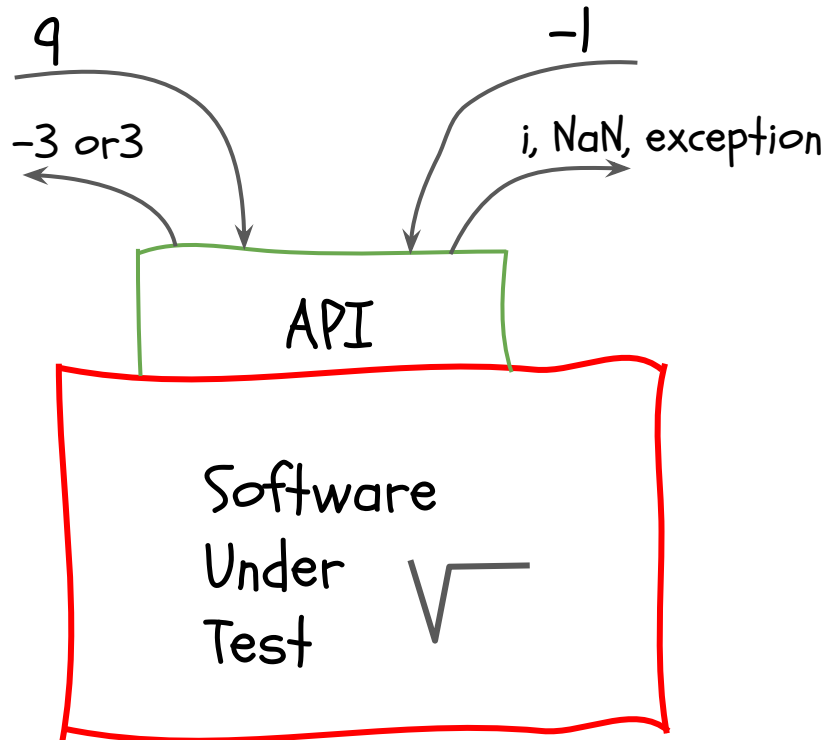 9
-1
-3 or3
i, NaN, exception
API
Software
Under
Test
√